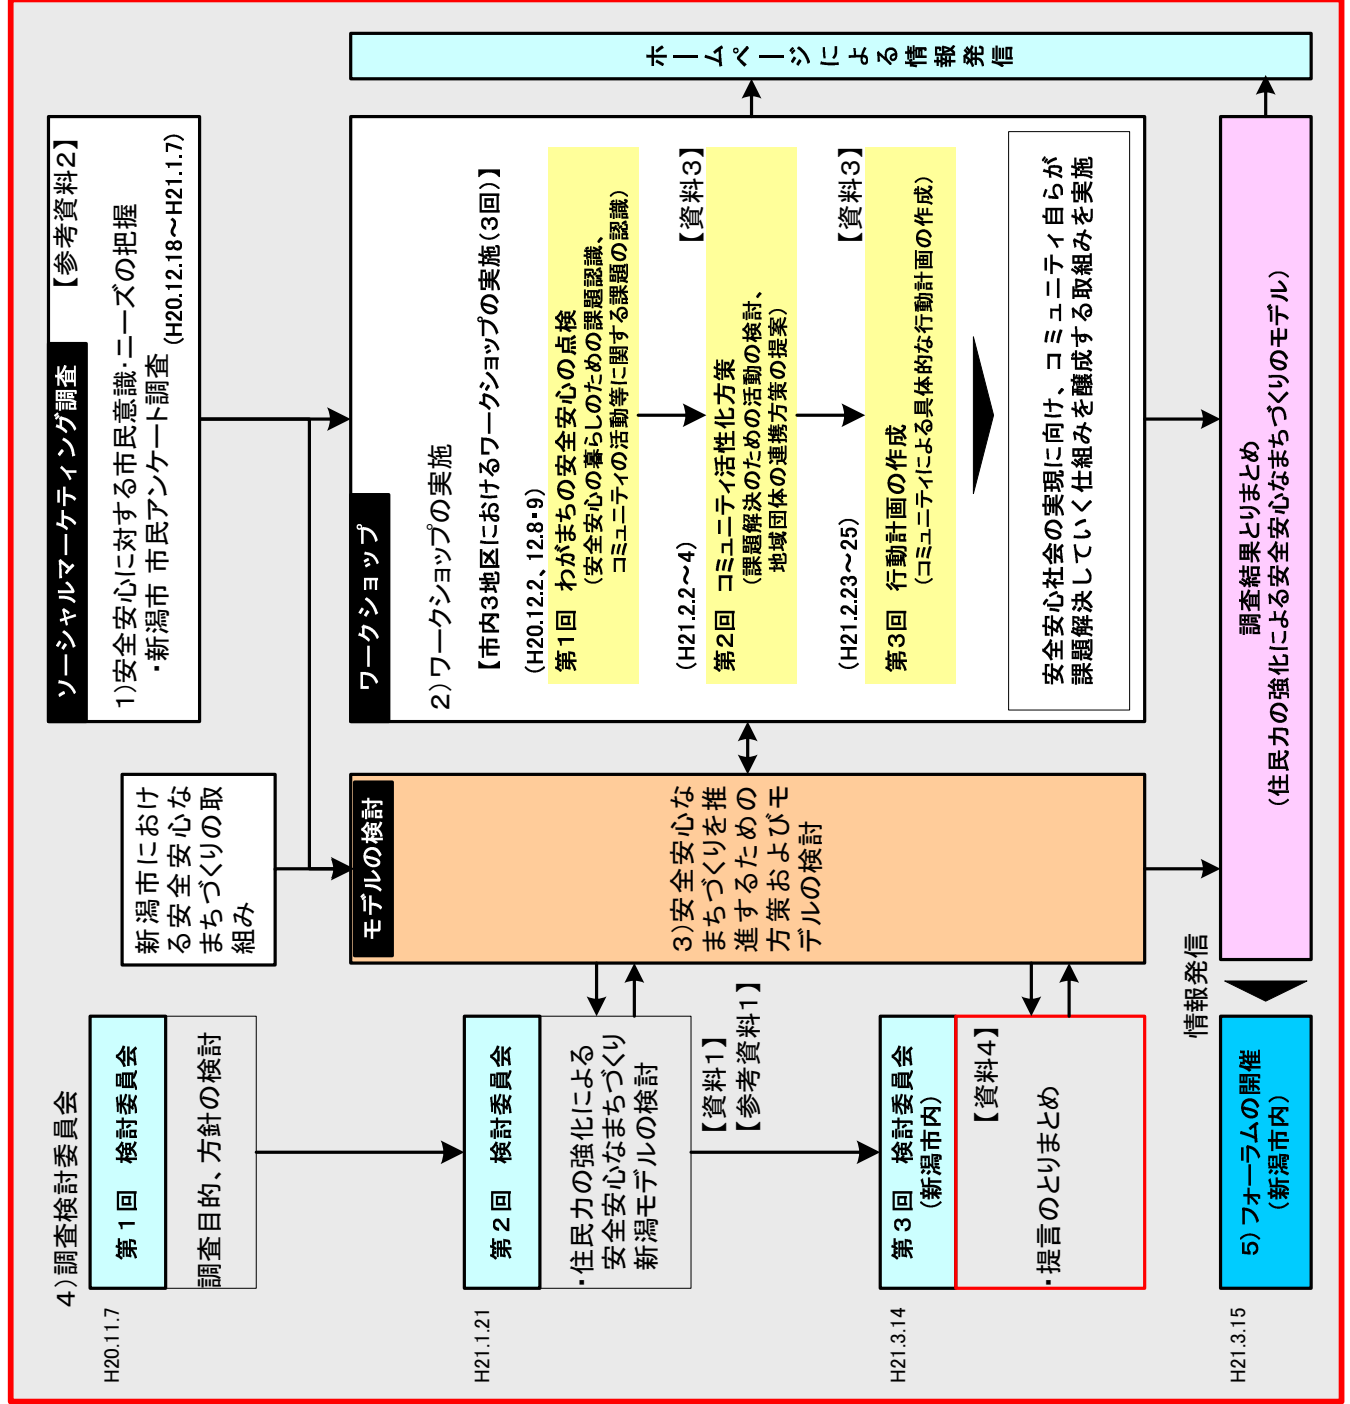 4)調査検討委員会
H20.11.7
第1回　検討委員会
調査目的、方針の検討
H21.1.21
第2回　検討委員会
・住民力の強化による
安全安心なまちづくり
新潟モデルの検討
【資料1】
【参考資料1】
H21.3.14
第3回　検討委員会
(新潟市内)
【資料4】
・提言のとりまとめ
情報発信
H21.3.15
5)フォーラムの開催
(新潟市内)
新潟市におけ
る安全安心な
まちづくりの取
組み
モデルの検討
3)安全安心な
まちづくりを推
進するための
方策およびモ
デルの検討
ソーシャルマーケティング調査
【参考資料2】
1)安全安心に対する市民意識・ニーズの把握
・新潟市 市民アンケート調査
(H20.12.18～H21.1.7)
ワークショップ
2)ワークショップの実施
【市内3地区におけるワークショップの実施(3回)】
(H20.12.2、12.8・9)
第1回　わがまちの安全安心の点検
(安全安心の暮らしのための課題認識、
コミュニティの活動等に関する課題の認識)
(H21.2.2～4)
【資料3】
第2回　コミュニティ活性化方策
(課題解決のための活動の検討、
地域団体の連携方策の提案)
(H21.2.23～25)
【資料3】
第3回　行動計画の作成
(コミュニティによる具体的な行動計画の作成)
安全安心社会の実現に向け、コミュニティ自らが
課題解決していく仕組みを醸成する取組みを実施
調査結果とりまとめ
(住民力の強化による安全安心なまちづくりのモデル)
ホームページによる情報発信